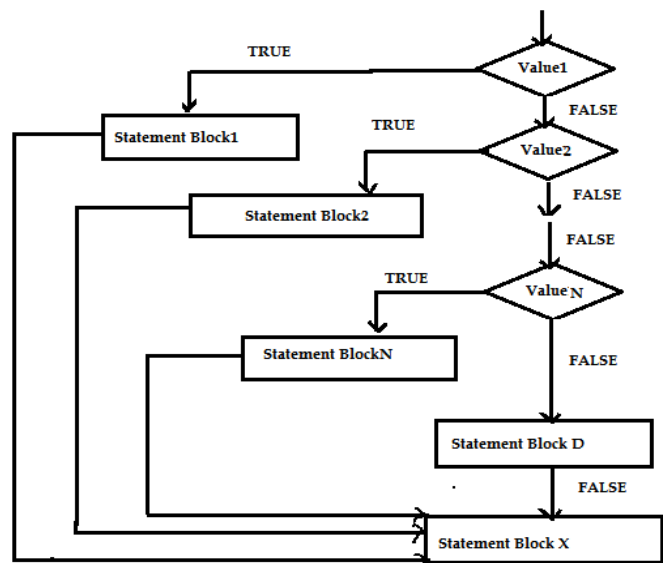 TRUE
Value1
FALSE
Statement Block1
TRUE
Value2
FALSE
Statement Block2
FALSE
TRUE
Value N
Statement BlockN
FALSE
Statement Block D
FALSE
Statement Block X